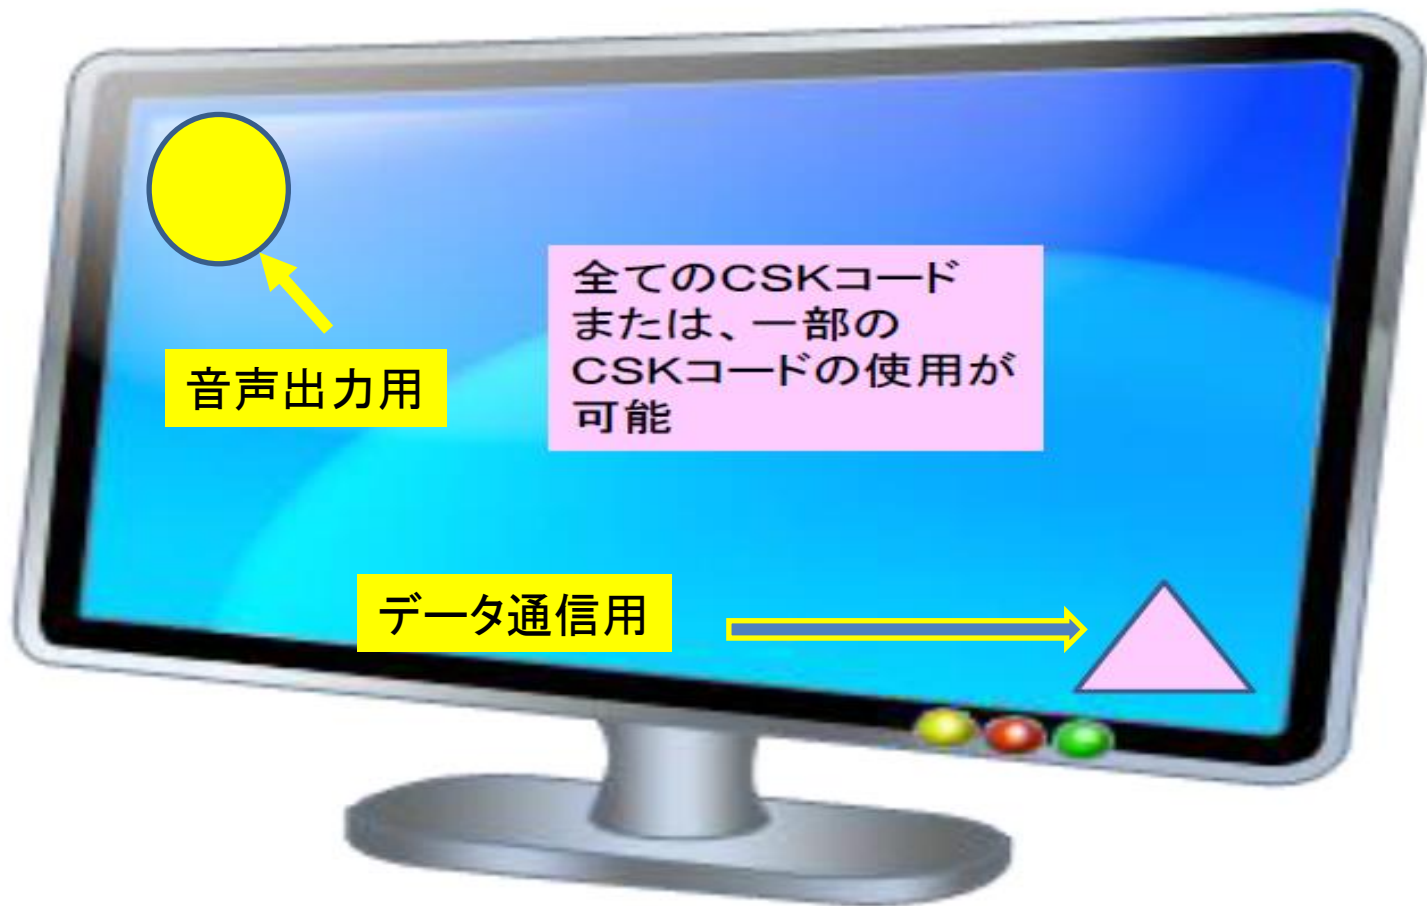 全てのCSKコード
または、一部の
CSKコードの使用が
可能
音声出力用
データ通信用